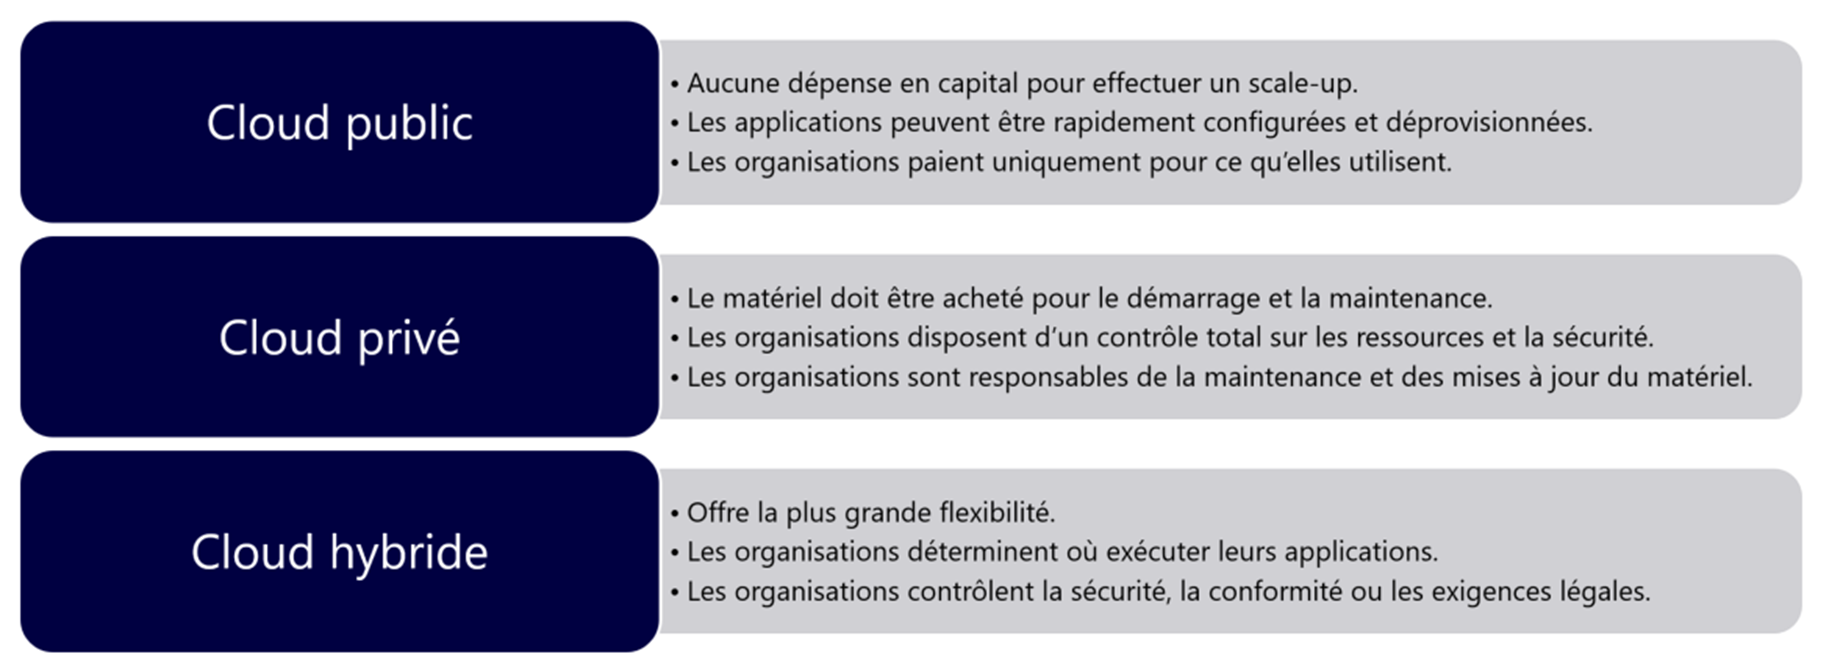 Cloud public
• Aucune dépense en capital pour effectuer un scale-up.
• Les applications peuvent être rapidement configurées et déprovisionnées.
• Les organisations paient uniquement pour ce qu’elles utilisent.
Cloud privé
• Le matériel doit être acheté pour le démarrage et la maintenance.
• Les organisations disposent d’un contrôle total sur les ressources et la sécurité.
• Les organisations sont responsables de la maintenance et des mises à jour du matériel.
Cloud hybride
• Offre la plus grande flexibilité.
• Les organisations déterminent où exécuter leurs applications.
• Les organisations contrôlent la sécurité, la conformité ou les exigences légales.